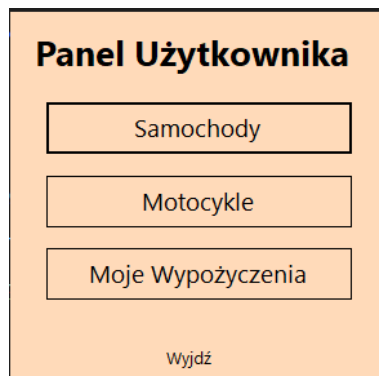 Panel Użytkownika
Samochody
Motocykle
Moje Wypożyczenia
Wyjdź